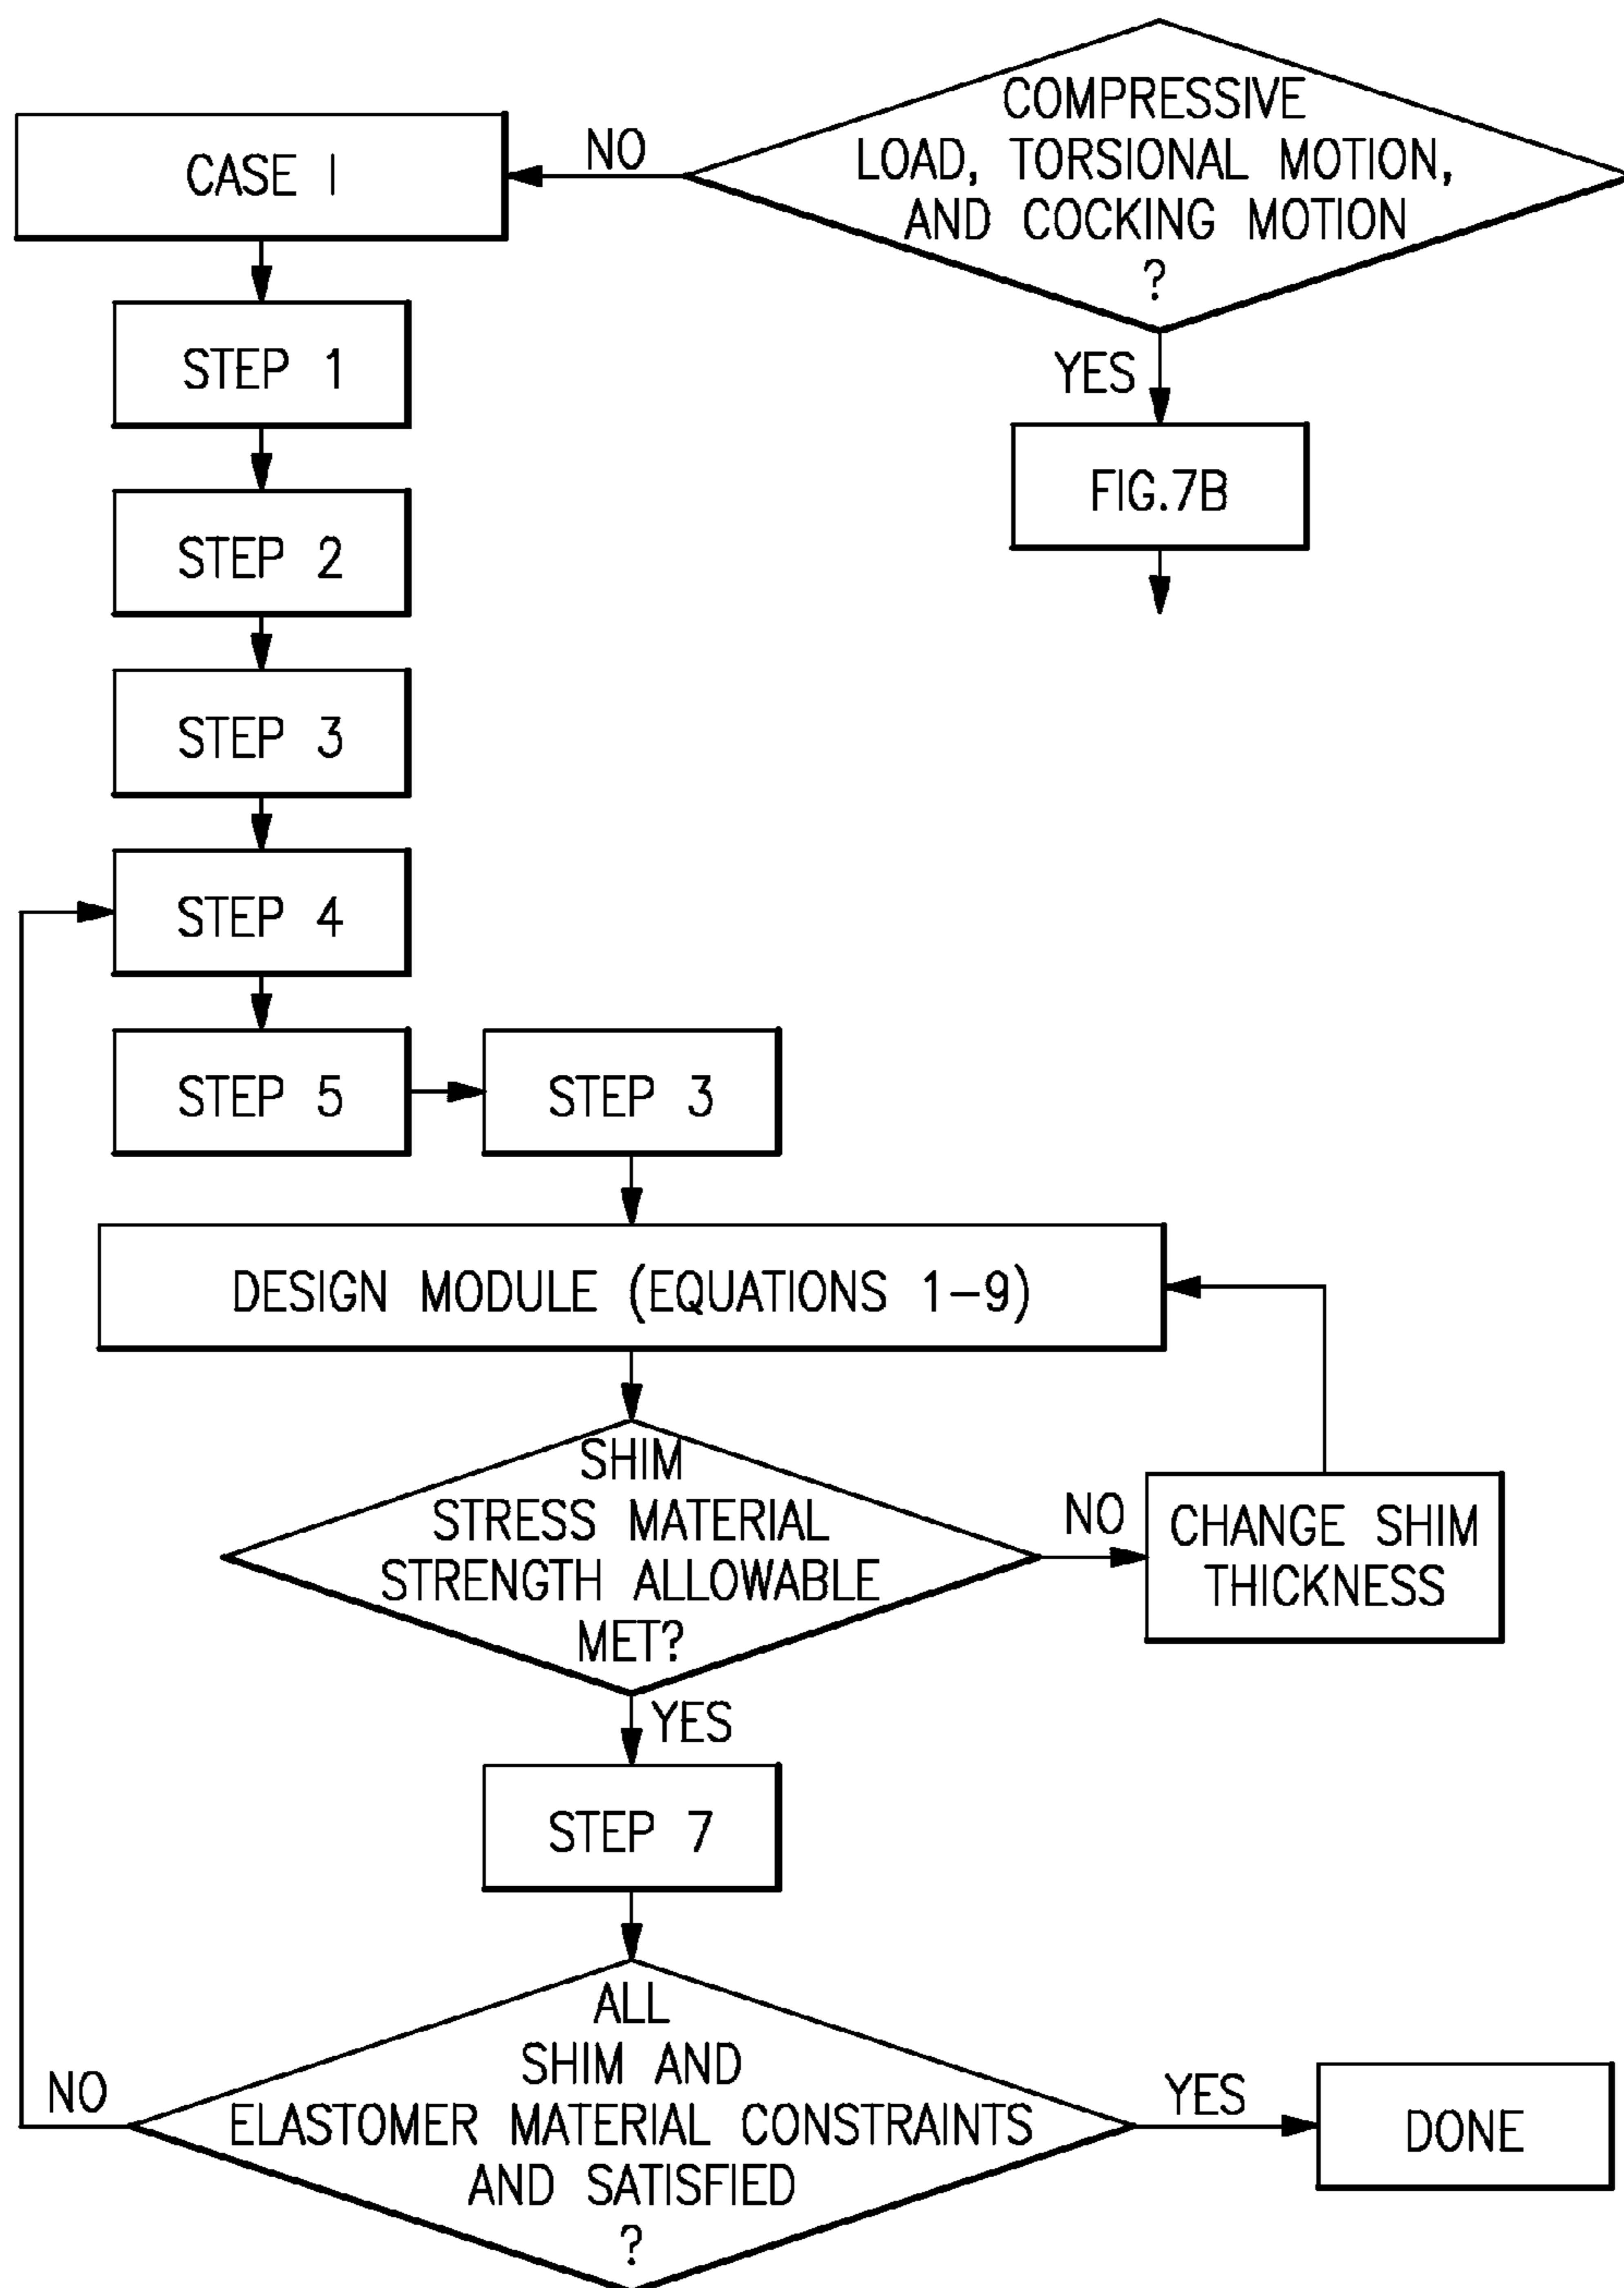 COMPRESSIVE
LOAD, TORSIONAL MOTION,
AND COCKING MOTION
?
NO
CASE I
YES
FIG.7B
STEP 1
STEP 2
STEP 3
STEP 4
STEP 5
STEP 3
DESIGN MODULE (EQUATIONS 1-9)
SHIM
STRESS MATERIAL
STRENGTH ALLOWABLE
MET?
NO
CHANGE SHIM
THICKNESS
YES
STEP 7
ALL
SHIM AND
ELASTOMER MATERIAL CONSTRAINTS
AND SATISFIED
?
NO
YES
DONE